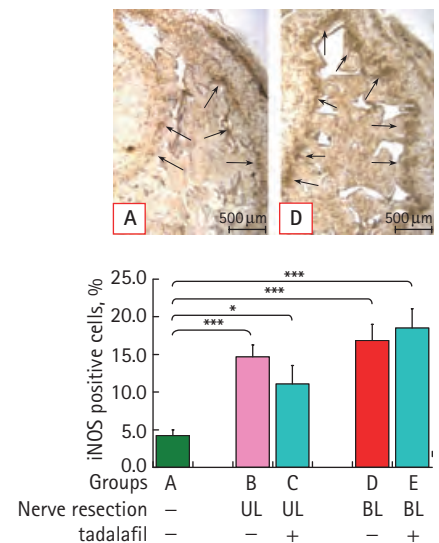 A
500 µm
D
500 µm
iNOS positive cells, %
25.0
20.0
15.0
10.0
5.0
0.0
***
***
*
***
Groups A B C D E
Nerve resection – UL UL BL BL
tadalafil – – + – +